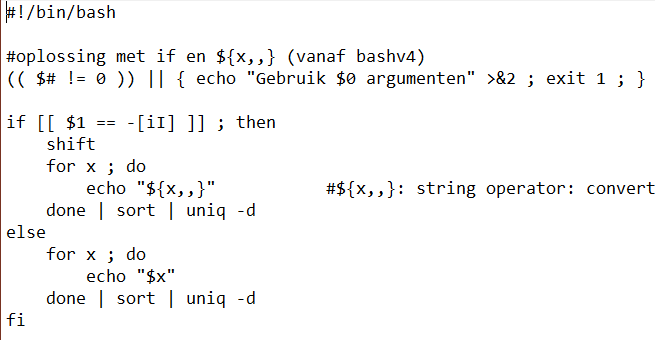 #!/bin/bash
#oplossing met if en ${x,,} (vanaf bashv4)
(( $# != 0 )) || { echo "Gebruik $0 argumenten" >&2 ; exit 1 ; }
if [[ $1 == -[iI] ]] ; then
    shift
    for x ; do
        echo "${x,,}"           #${x,,}: string operator: convert
    done | sort | uniq -d
else
    for x ; do
        echo "$x"
    done | sort | uniq -d
fi